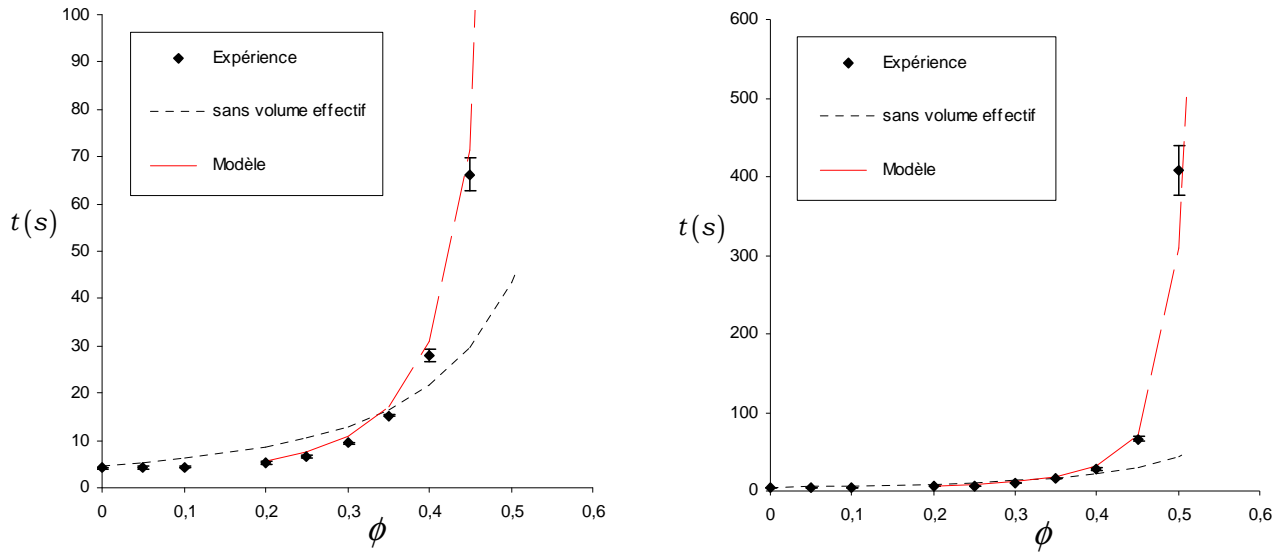 100
90
80
70
60
50
40
30
20
10
0
t(s)
Expérience
sans volume effectif
Modèle
0 0,1 0,2 0,3 0,4 0,5 0,6
ϕ
600
500
400
300
200
100
0
t(s)
Expérience
sans volume effectif
Modèle
0 0,1 0,2 0,3 0,4 0,5 0,6
ϕ